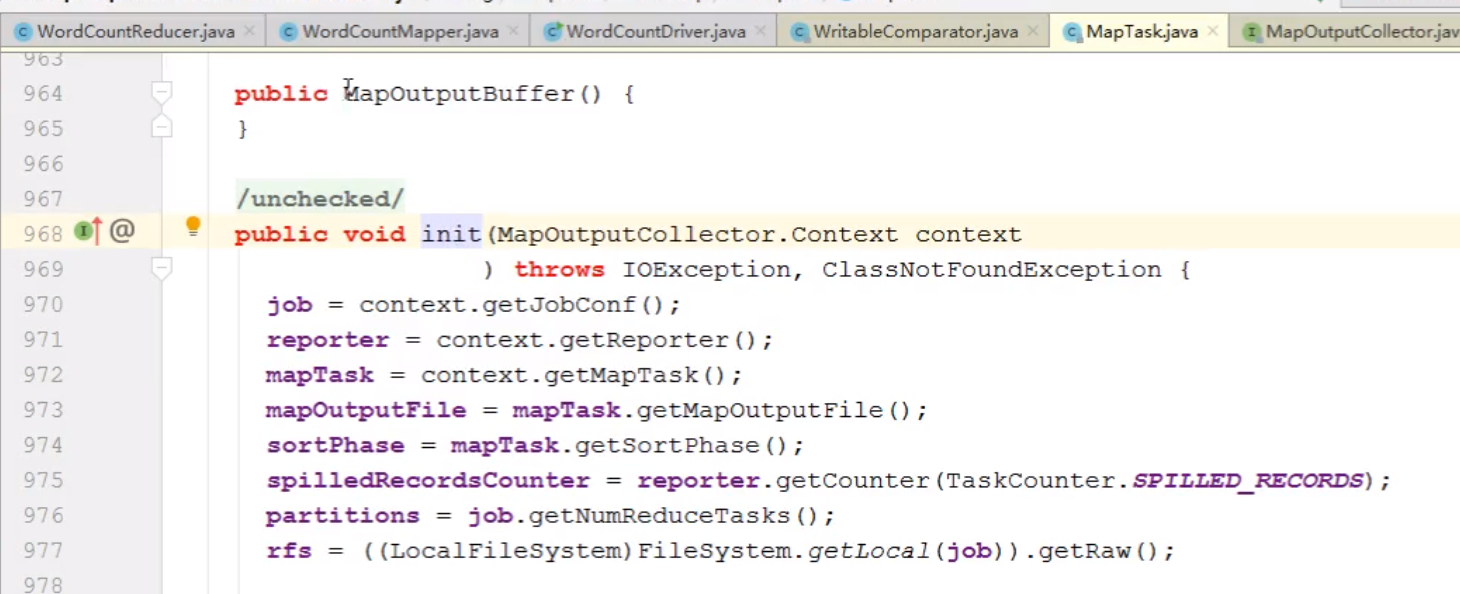 WordCountReducer.java WordCountMapper.java WordCountDriver.java WritableComparator.java MapTask.java MapOutputCollector.jav
963
964 public MapOutputBuffer() {
965 }
966
967 /unchecked/
968 public void init(MapOutputCollector.Context context
969 ) throws IOException, ClassNotFoundException {
970 job = context.getJobConf();
971 reporter = context.getReporter();
972 mapTask = context.getMapTask();
973 mapOutputFile = mapTask.getMapOutputFile();
974 sortPhase = mapTask.getSortPhase();
975 spilledRecordsCounter = reporter.getCounter(TaskCounter.SPILLED_RECORDS);
976 partitions = job.getNumReduceTasks();
977 rfs = ((LocalFileSystem)FileSystem.getLocal(job)).getRaw();
978